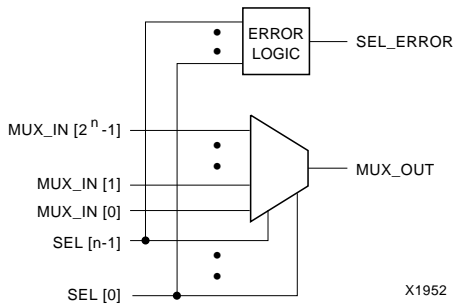 ERROR
LOGIC
SEL_ERROR
MUX_IN [2ⁿ-1]
MUX_IN [1]
MUX_IN [0]
SEL [n-1]
SEL [0]
MUX_OUT
X1952